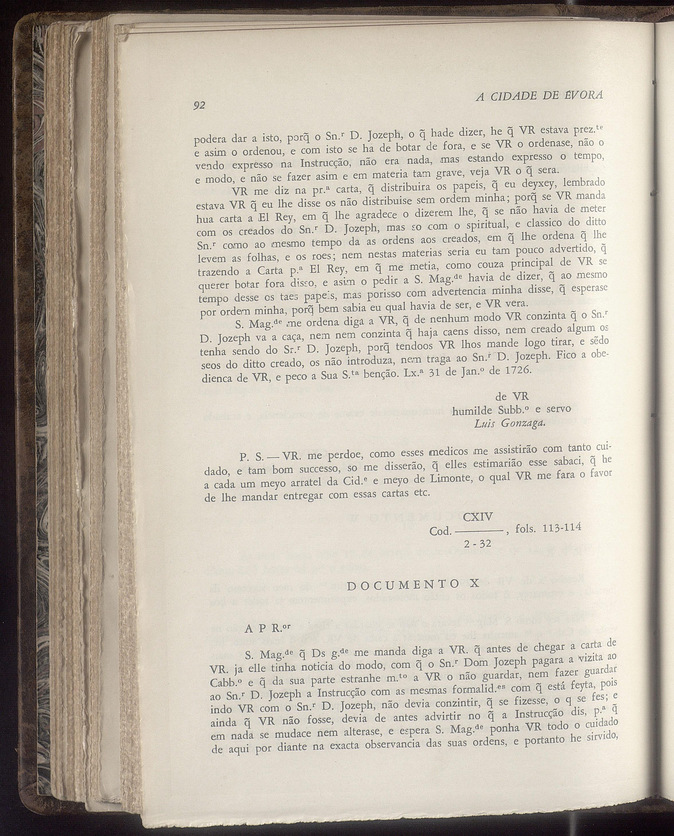 92
A CIDADE DE ÉVORA
podera dar a isto, porq̃ o Sn.ʳ D. Jozeph, o q̃ hade dizer, he q̃ VR estava prez.ᵗᵉ
e asim o ordenou, e com isto se ha de botar de fora, e se VR o ordenase, não o
vendo expresso na Instrucção, não era nada, mas estando expresso o tempo,
e modo, e não se fazer asim e em materia tam grave, veja VR o q̃ sera.
VR me diz na pr.ª carta, q̃ distribuira os papeis, q̃ eu deyxey, lembrado
estava VR q̃ eu lhe disse os não distribuise sem ordem minha; porq̃ se VR manda
hua carta a El Rey, em q̃ lhe agradece o dizerem lhe, q̃ se não havia de meter
com os creados do Sn.ʳ D. Jozeph, mas so com o spiritual, e classico do ditto
Sn.ʳ como ao mesmo tempo da as ordens aos creados, em q̃ lhe ordena q̃ lhe
levem as folhas, e os roes; nem nestas materias seria eu tam pouco advertido, q̃
trazendo a Carta p.ª El Rey, em q̃ me metia, como couza principal de VR se
querer botar fora disso, e asim o pedir a S. Mag.ᵈᵉ havia de dizer, q̃ ao mesmo
tempo desse os taes papeis, mas porisso com advertencia minha disse, q̃ esperase
por ordem minha, porq̃ bem sabia eu qual havia de ser, e VR vera.
S. Mag.ᵈᵉ me ordena diga a VR, q̃ de nenhum modo VR conzinta q̃ o Sn.ʳ
D. Jozeph va a caça, nem nem conzinta q̃ haja caens disso, nem creado algum os
tenha sendo do Sr.ʳ D. Jozeph, porq̃ tendoos VR lhos mande logo tirar, e sẽdo
seos do ditto creado, os não introduza, nem traga ao Sn.ʳ D. Jozeph. Fico a obe-
diencia de VR, e peco a Sua S.ᵗª benção. Lx.ª 31 de Jan.º de 1726.
de VR
humilde Subb.º e servo
Luis Gonzaga.
P. S. — VR. me perdoe, como esses medicos me assistirão com tanto cui-
dado, e tam bom successo, so me disserão, q̃ elles estimarião esse sabaci, q̃ he
a cada um meyo arratel da Cid.ᵉ e meyo de Limonte, o qual VR me fara o favor
de lhe mandar entregar com essas cartas etc.
CXIV
Cod. ———, fols. 113-114
2 - 32
DOCUMENTO X
A P R.ᵒʳ
S. Mag.ᵈᵉ q̃ Ds g.ᵈᵉ me manda diga a VR. q̃ antes de chegar a carta de
VR. ja elle tinha noticia do modo, com q̃ o Sn.ʳ Dom Jozeph pagara a vizita ao
Cabb.º e q̃ da sua parte estranhe m.ᵗᵒ a VR o não guardar, nem fazer guardar
ao Sn.ʳ D. Jozeph a Instrucção com as mesmas formalid.ᵉˢ com q̃ está feyta, pois
indo VR com o Sn.ʳ D. Jozeph, não devia conzintir, q̃ se fizesse, o q se fes; e
ainda q̃ VR não fosse, devia de antes advirtir no q̃ a Instrucção dis, p.ª q̃
em nada se mudace nem alterase, e espera S. Mag.ᵈᵉ ponha VR todo o cuidado
de aqui por diante na exacta observancia das suas ordens, e portanto he sirvido,